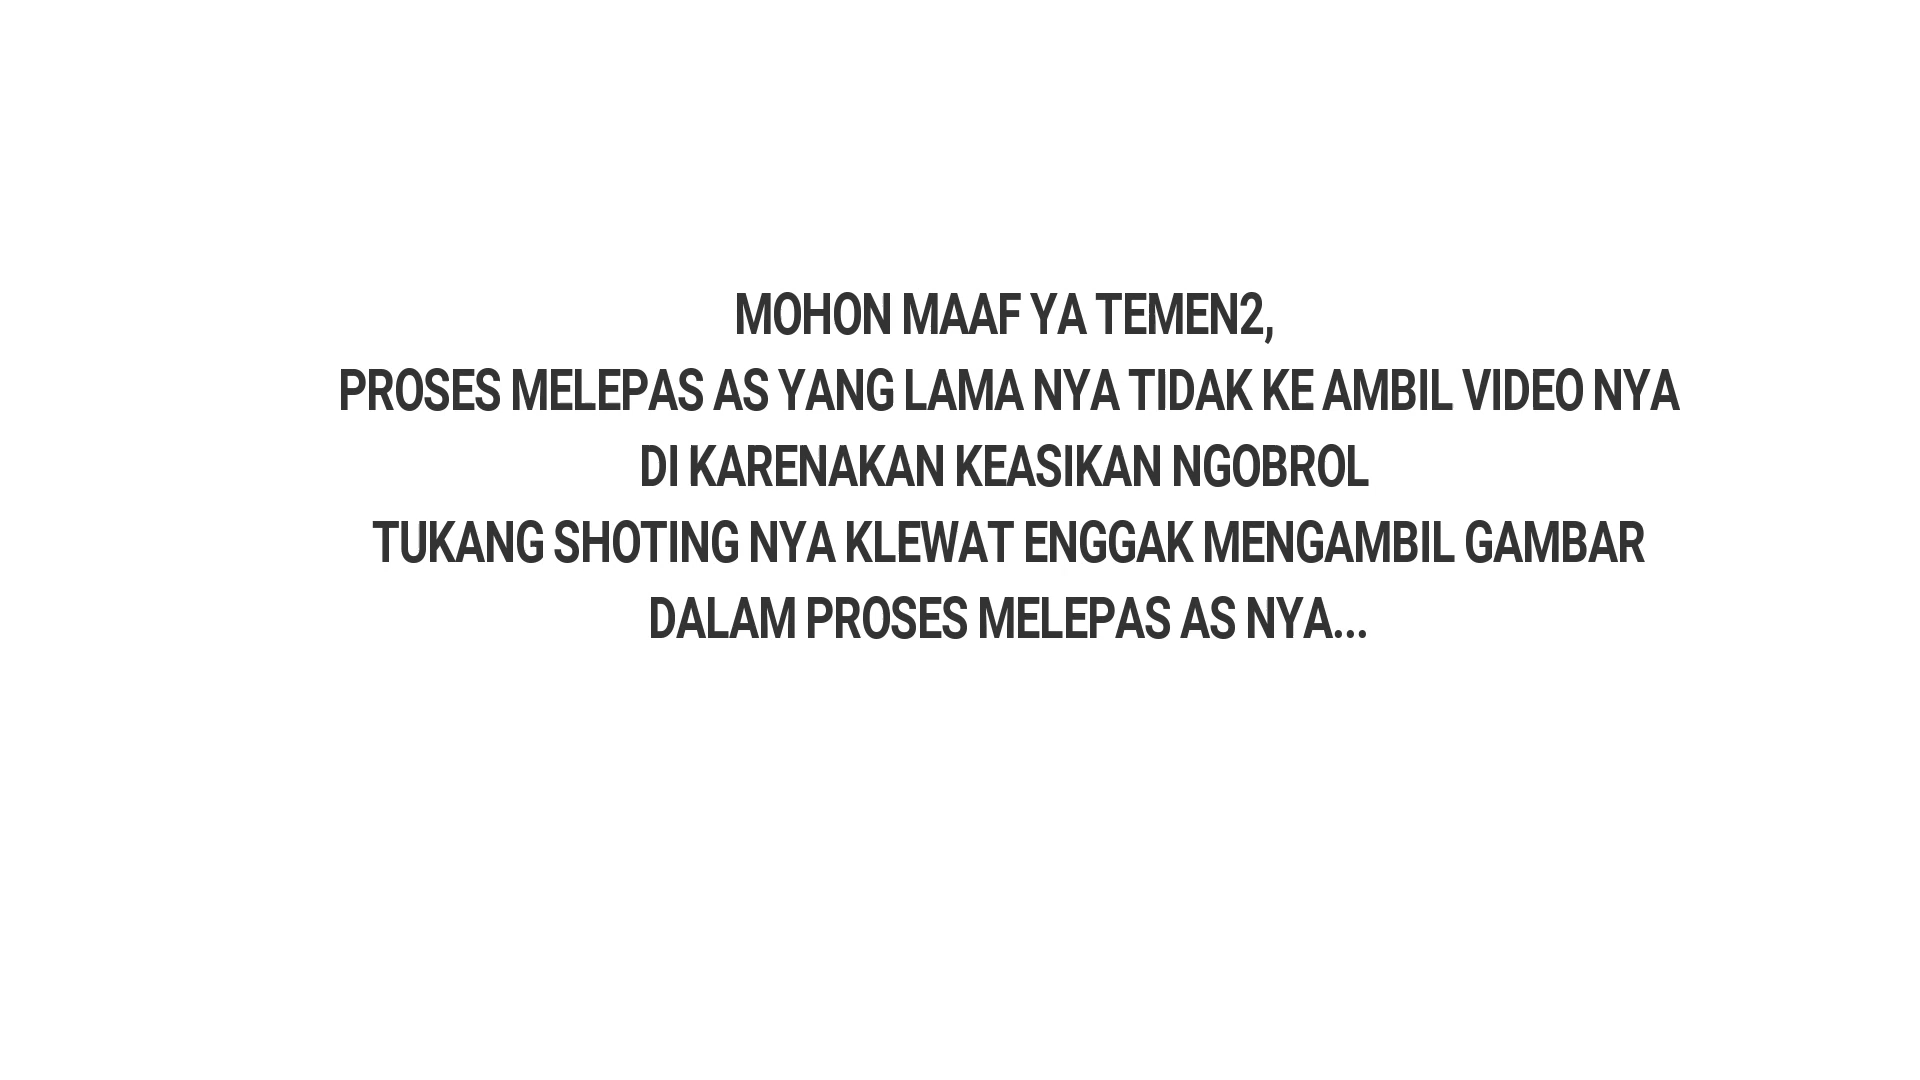 MOHON MAAF YA TEMEN2,
PROSES MELEPAS AS YANG LAMA NYA TIDAK KE AMBIL VIDEO NYA
DI KARENAKAN KEASIKAN NGOBROL
TUKANG SHOTING NYA KLEWAT ENGGAK MENGAMBIL GAMBAR
DALAM PROSES MELEPAS AS NYA...